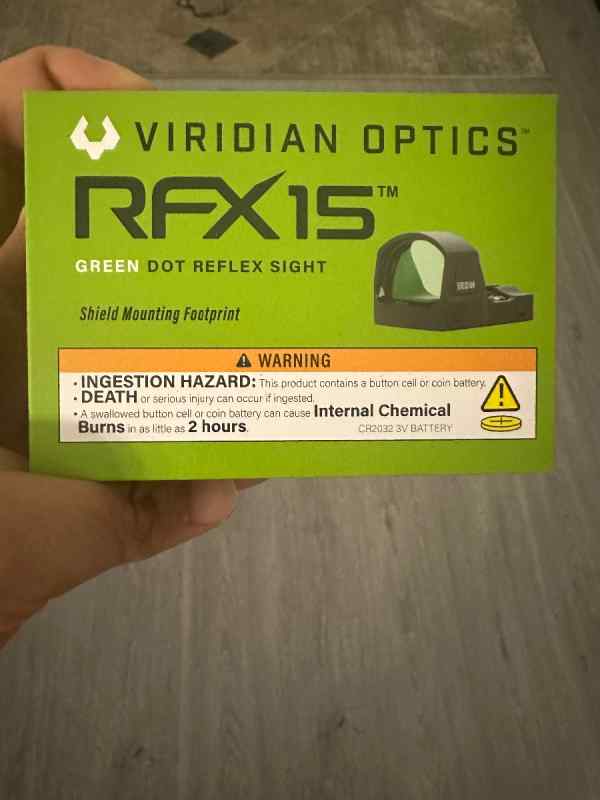 VIRIDIAN OPTICS™
RFX15™
GREEN DOT REFLEX SIGHT
VIRIDIAN
Shield Mounting Footprint
WARNING
• INGESTION HAZARD: This product contains a button cell or coin battery.
• DEATH or serious injury can occur if ingested.
• A swallowed button cell or coin battery can cause Internal Chemical
Burns in as little as 2 hours.
CR2032 3V BATTERY